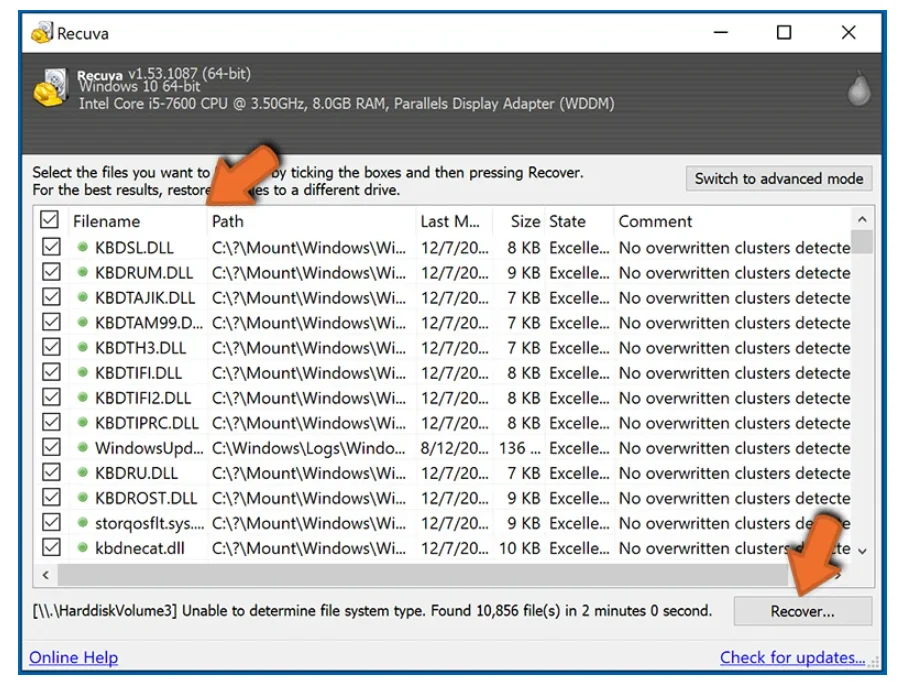 Recuva
Recuva v1.53.1087 (64-bit)
Windows 10 64-bit
Intel Core i5-7600 CPU @ 3.50GHz, 8.0GB RAM, Parallels Display Adapter (WDDM)
Select the files you want to by ticking the boxes and then pressing Recover.
For the best results, restore to a different drive.
Switch to advanced mode
Filename Path Last M... Size State Comment
KBDSL.DLL C:\?\Mount\Windows\Wi... 12/7/20... 8 KB Excelle... No overwritten clusters detecte
KBDRUM.DLL C:\?\Mount\Windows\Wi... 12/7/20... 9 KB Excelle... No overwritten clusters detecte
KBDTAJIK.DLL C:\?\Mount\Windows\Wi... 12/7/20... 7 KB Excelle... No overwritten clusters detecte
KBDTAM99.D... C:\?\Mount\Windows\Wi... 12/7/20... 7 KB Excelle... No overwritten clusters detecte
KBDTH3.DLL C:\?\Mount\Windows\Wi... 12/7/20... 7 KB Excelle... No overwritten clusters detecte
KBDTIFI.DLL C:\?\Mount\Windows\Wi... 12/7/20... 8 KB Excelle... No overwritten clusters detecte
KBDTIFI2.DLL C:\?\Mount\Windows\Wi... 12/7/20... 8 KB Excelle... No overwritten clusters detecte
KBDTIPRC.DLL C:\?\Mount\Windows\Wi... 12/7/20... 8 KB Excelle... No overwritten clusters detecte
WindowsUpd... C:\Windows\Logs\Windo... 8/12/20... 136 ... Excelle... No overwritten clusters detecte
KBDRU.DLL C:\?\Mount\Windows\Wi... 12/7/20... 7 KB Excelle... No overwritten clusters detecte
KBDROST.DLL C:\?\Mount\Windows\Wi... 12/7/20... 9 KB Excelle... No overwritten clusters detecte
storqosflt.sys.... C:\?\Mount\Windows\Wi... 12/7/20... 9 KB Excelle... No overwritten clusters
kbdnecat.dll C:\?\Mount\Windows\Wi... 12/7/20... 10 KB Excelle... No overwritten clusters
[\\.\HarddiskVolume3] Unable to determine file system type. Found 10,856 file(s) in 2 minutes 0 second.
Recover...
Online Help
Check for updates...